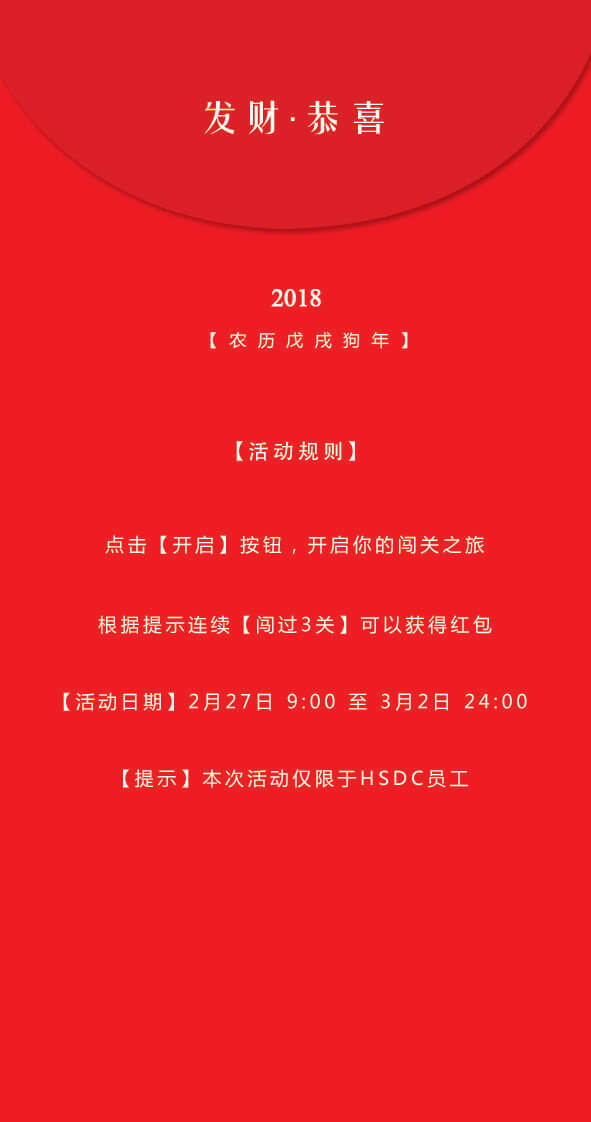 发财·恭喜
2018
【农历戊戌狗年】
【活动规则】
点击【开启】按钮，开启你的闯关之旅
根据提示连续【闯过3关】可以获得红包
【活动日期】2月27日 9:00 至 3月2日 24:00
【提示】本次活动仅限于HSDC员工